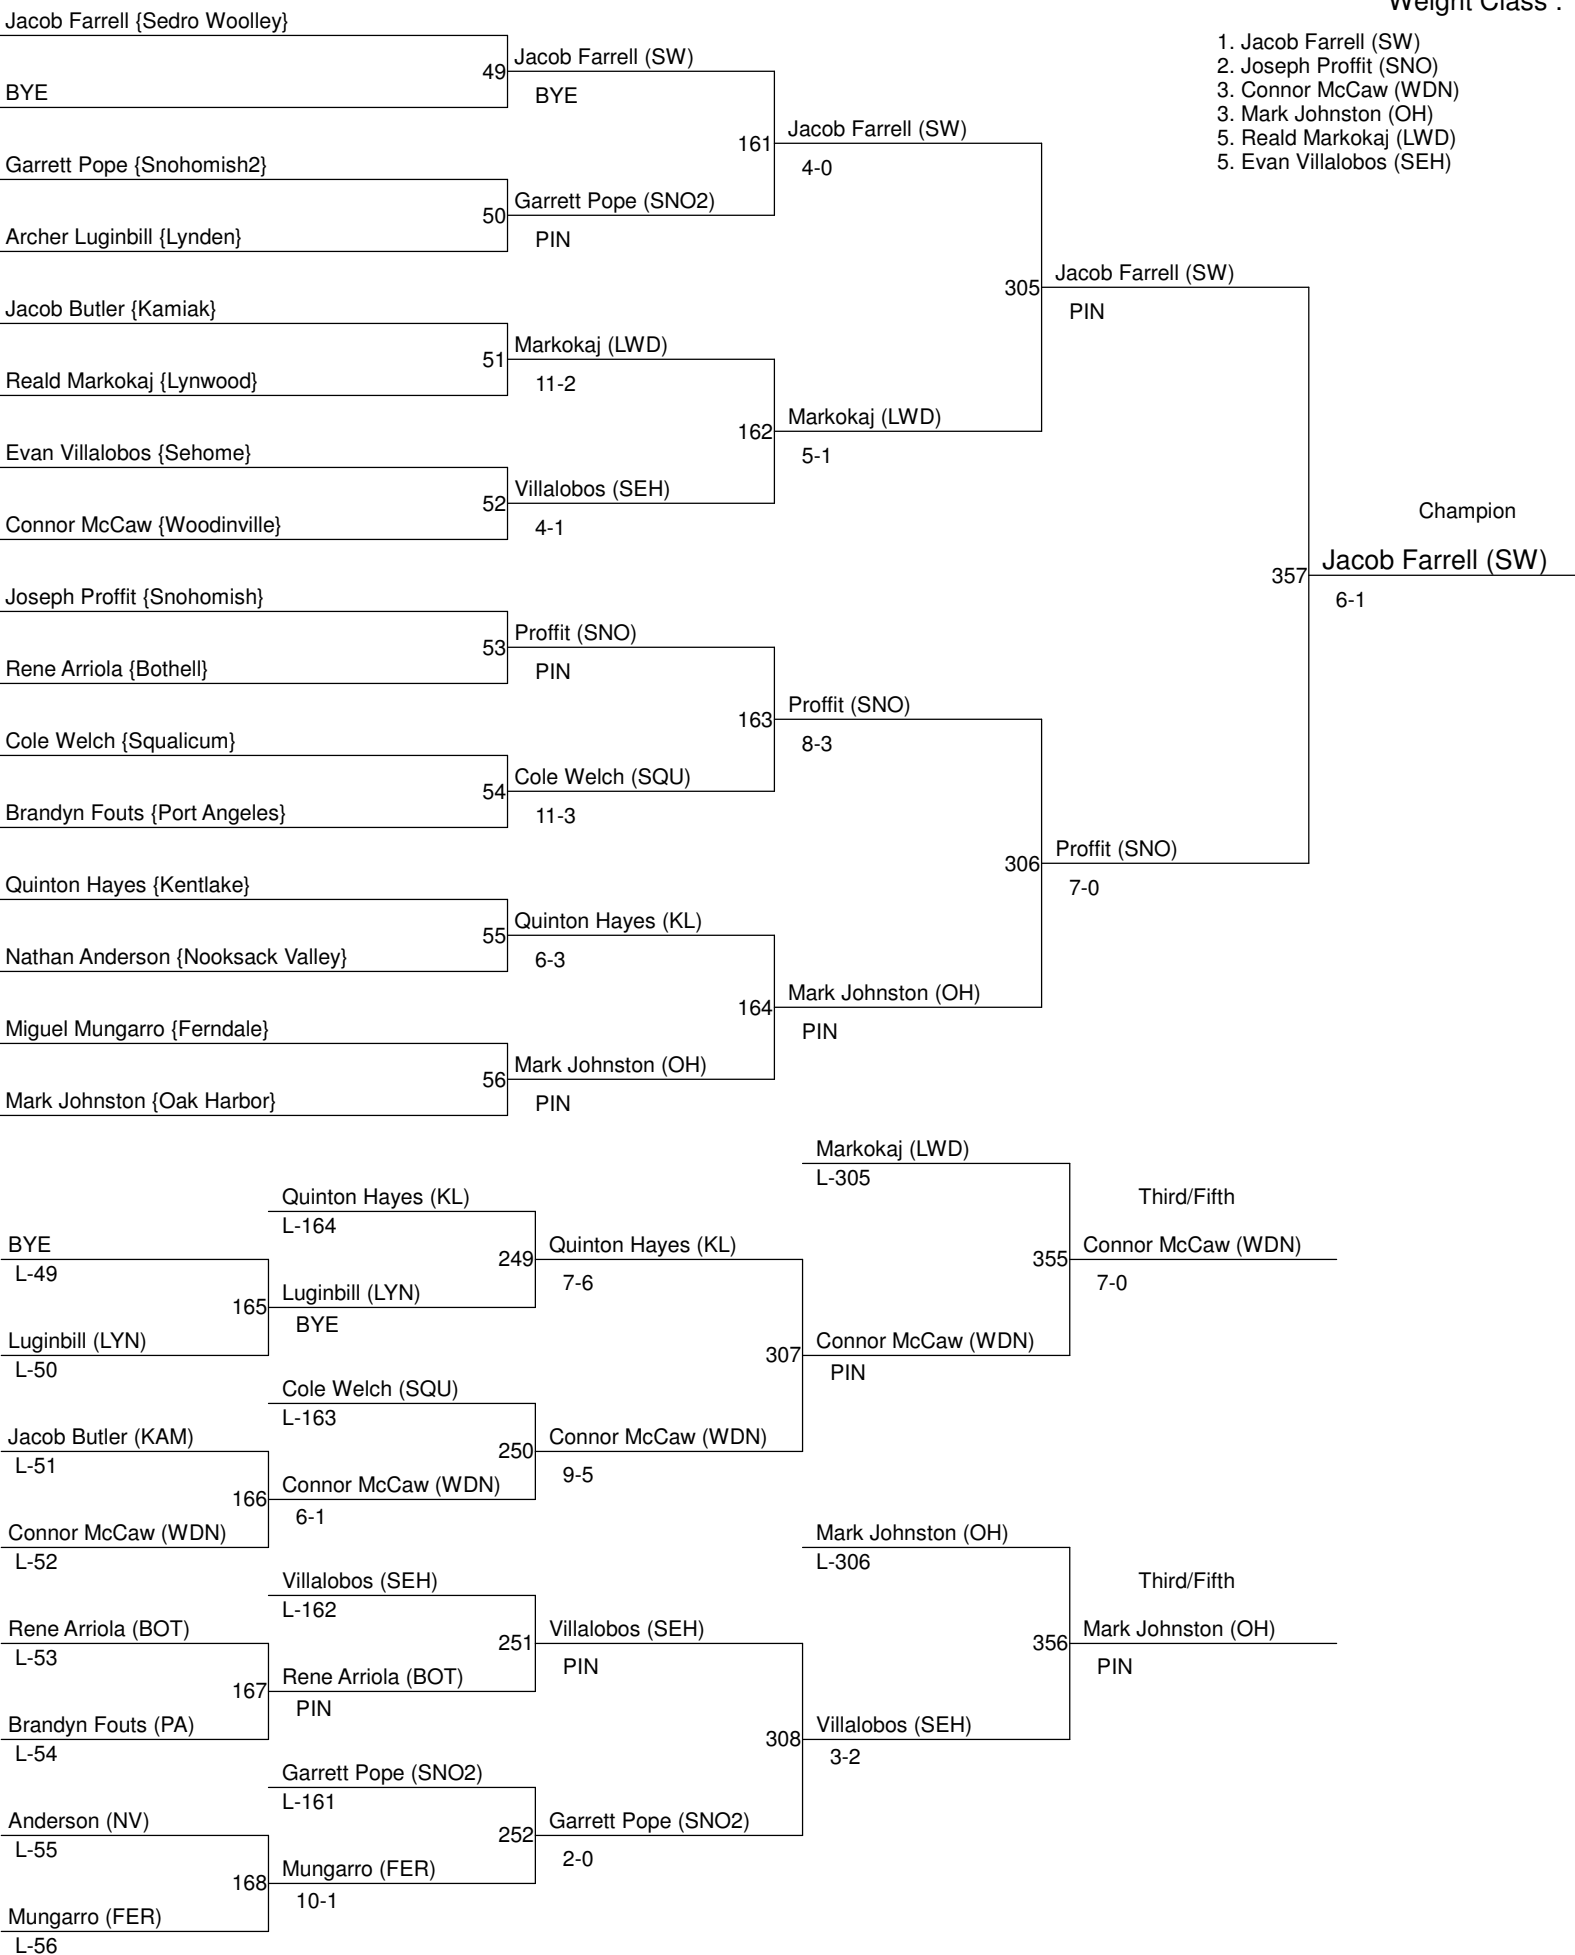 Weight Class :
1. Jacob Farrell (SW)
2. Joseph Proffit (SNO)
3. Connor McCaw (WDN)
3. Mark Johnston (OH)
5. Reald Markokaj (LWD)
5. Evan Villalobos (SEH)
Jacob Farrell {Sedro Woolley}
49
BYE
Jacob Farrell (SW)
BYE
Garrett Pope {Snohomish2}
50
Archer Luginbill {Lynden}
Garrett Pope (SNO2)
PIN
161
Jacob Farrell (SW)
4-0
Jacob Butler {Kamiak}
51
Reald Markokaj {Lynwood}
Markokaj (LWD)
11-2
Evan Villalobos {Sehome}
52
Connor McCaw {Woodinville}
Villalobos (SEH)
4-1
162
Markokaj (LWD)
5-1
305
Jacob Farrell (SW)
PIN
Joseph Proffit {Snohomish}
53
Rene Arriola {Bothell}
Proffit (SNO)
PIN
Cole Welch {Squalicum}
54
Brandyn Fouts {Port Angeles}
Cole Welch (SQU)
11-3
163
Proffit (SNO)
8-3
Quinton Hayes {Kentlake}
55
Nathan Anderson {Nooksack Valley}
Quinton Hayes (KL)
6-3
Miguel Mungarro {Ferndale}
56
Mark Johnston {Oak Harbor}
Mark Johnston (OH)
PIN
164
Mark Johnston (OH)
PIN
306
Proffit (SNO)
7-0
357
Champion
Jacob Farrell (SW)
6-1
BYE
L-49
165
Luginbill (LYN)
L-50
Quinton Hayes (KL)
L-164
249
Luginbill (LYN)
BYE
Quinton Hayes (KL)
7-6
Jacob Butler (KAM)
L-51
166
Connor McCaw (WDN)
L-52
Cole Welch (SQU)
L-163
250
Connor McCaw (WDN)
6-1
Connor McCaw (WDN)
9-5
307
Markokaj (LWD)
L-305
355
Connor McCaw (WDN)
PIN
Third/Fifth
Connor McCaw (WDN)
7-0
Rene Arriola (BOT)
L-53
167
Brandyn Fouts (PA)
L-54
Villalobos (SEH)
L-162
251
Rene Arriola (BOT)
PIN
Villalobos (SEH)
PIN
Anderson (NV)
L-55
168
Mungarro (FER)
L-56
Garrett Pope (SNO2)
L-161
252
Mungarro (FER)
10-1
Garrett Pope (SNO2)
2-0
308
Mark Johnston (OH)
L-306
356
Villalobos (SEH)
3-2
Third/Fifth
Mark Johnston (OH)
PIN